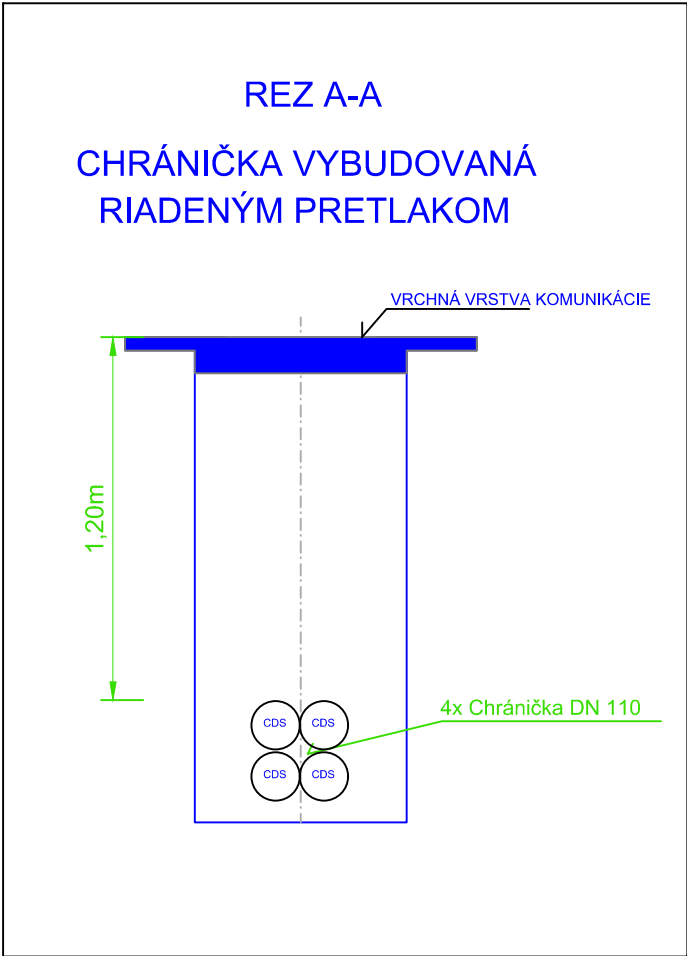 REZ A-A
CHRÁNIČKA VYBUDOVANÁ
RIADENÝM PRETLAKOM
VRCHNÁ VRSTVA KOMUNIKÁCIE
1,20m
4x Chránička DN 110
CDS CDS
CDS CDS